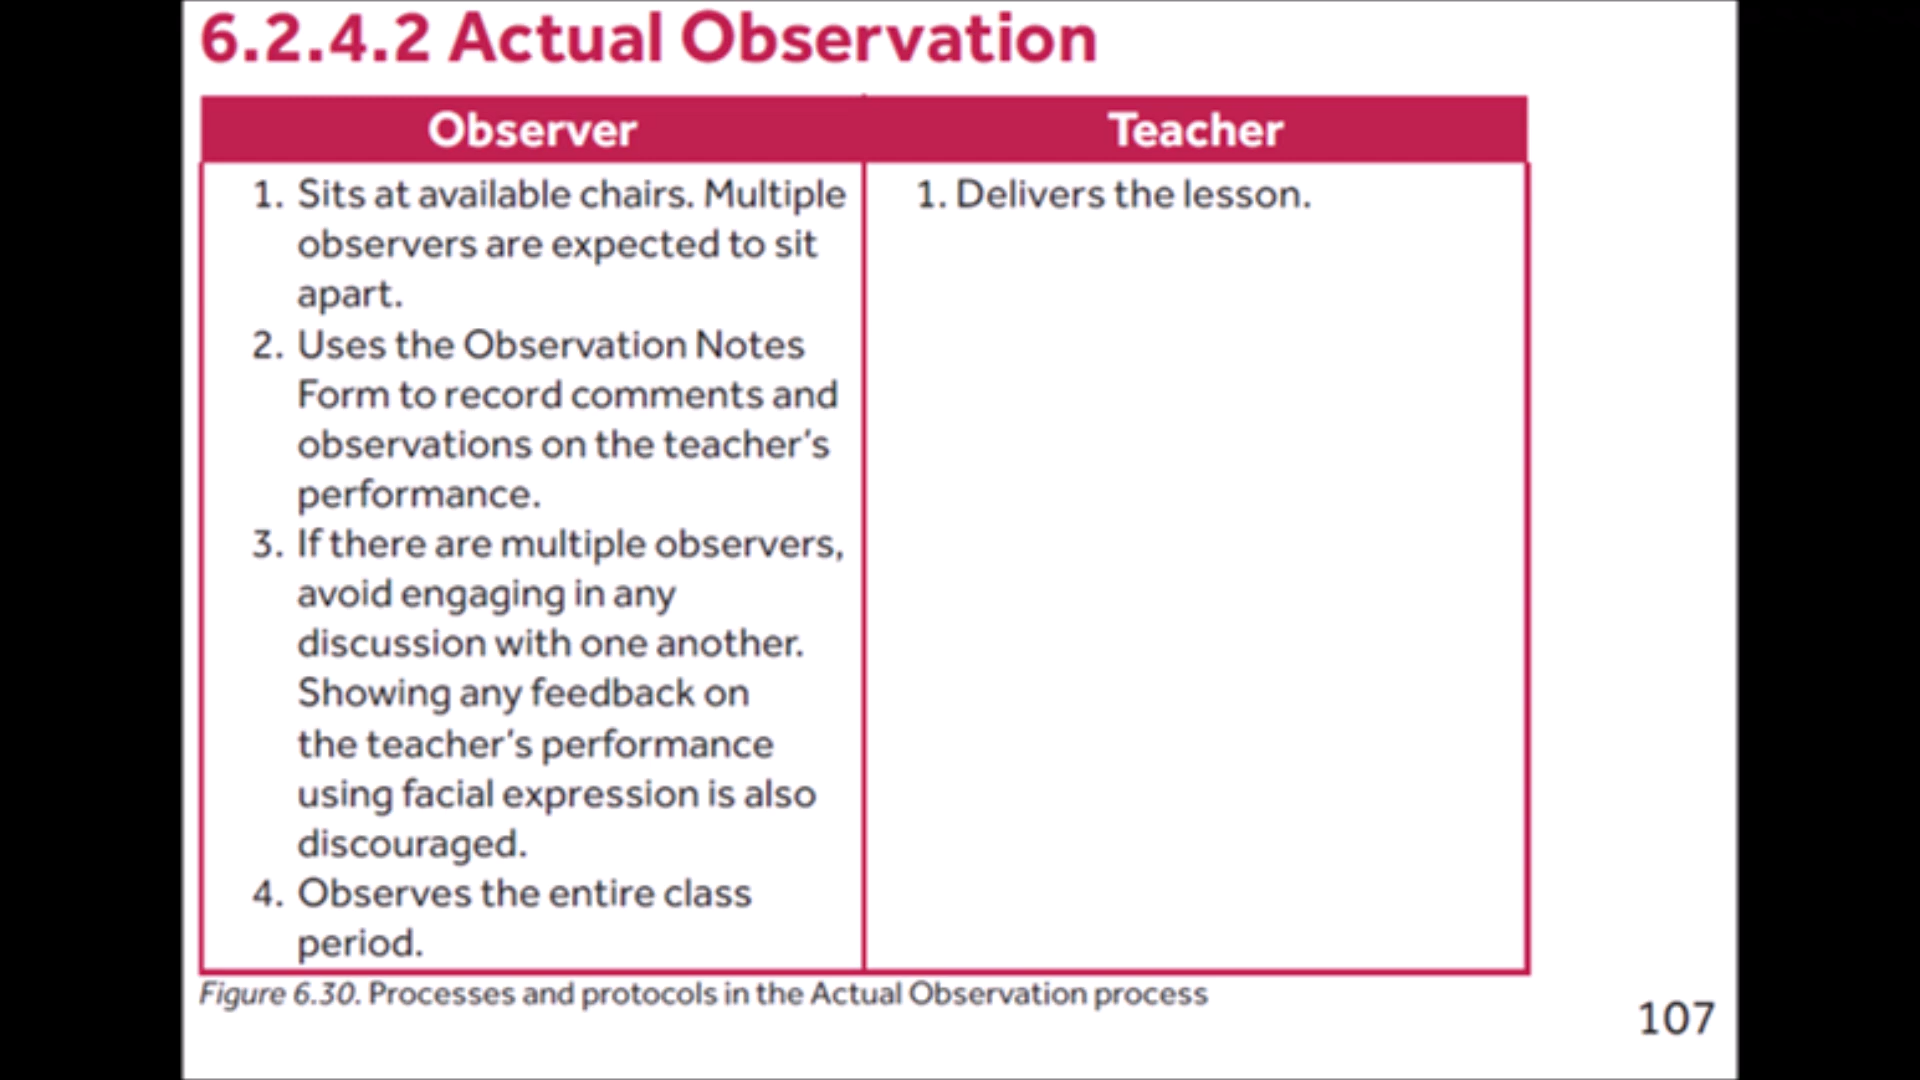 6.2.4.2 Actual Observation
Observer
Teacher
1. Sits at available chairs. Multiple
observers are expected to sit
apart.
2. Uses the Observation Notes
Form to record comments and
observations on the teacher's
performance.
3. If there are multiple observers,
avoid engaging in any
discussion with one another.
Showing any feedback on
the teacher's performance
using facial expression is also
discouraged.
4. Observes the entire class
period.
1. Delivers the lesson.
Figure 6.30. Processes and protocols in the Actual Observation process
107